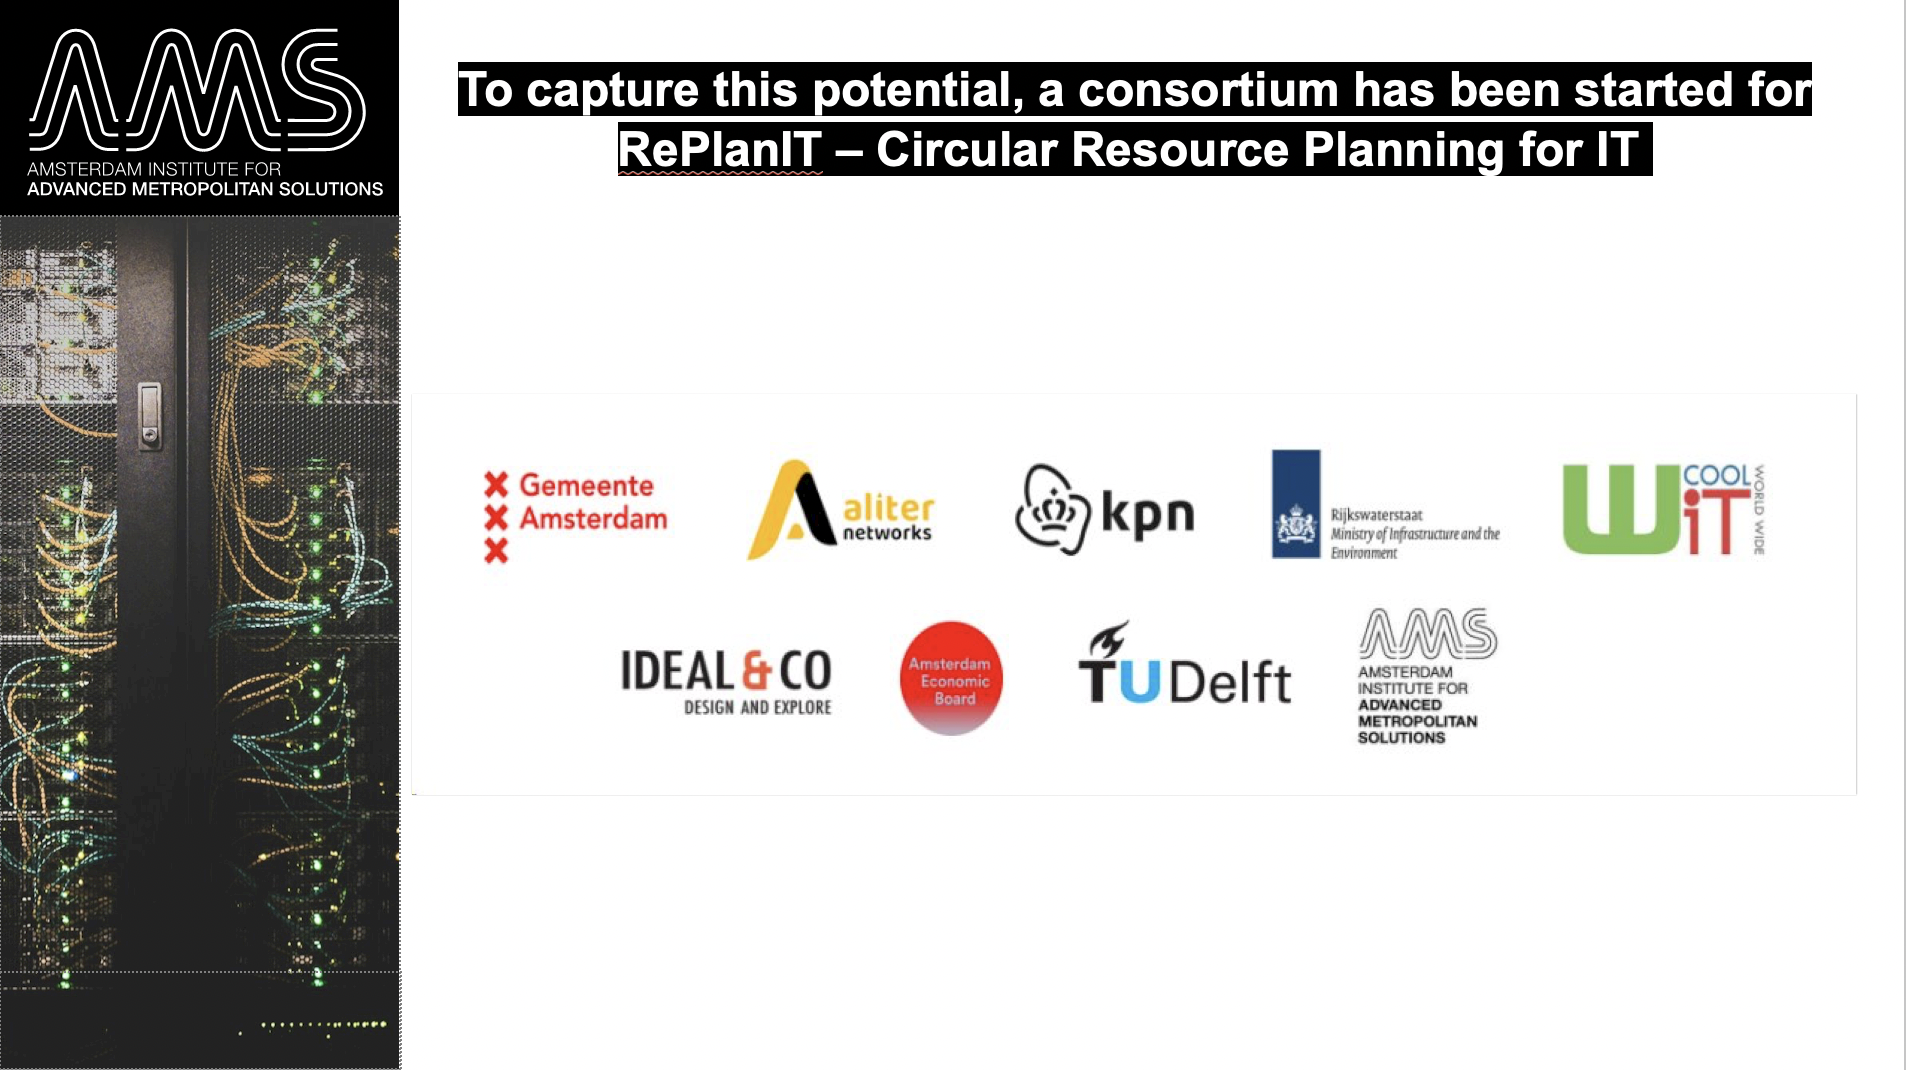 AMS
AMSTERDAM INSTITUTE FOR
ADVANCED METROPOLITAN SOLUTIONS
To capture this potential, a consortium has been started for
RePlanIT – Circular Resource Planning for IT
Gemeente
Amsterdam
aliter
networks
kpn
Rijkswaterstaat
Ministry of Infrastructure and the
Environment
COOL
WiT
WORLD WIDE
IDEAL & CO
DESIGN AND EXPLORE
Amsterdam
Economic
Board
TU Delft
AMS
AMSTERDAM
INSTITUTE FOR
ADVANCED
METROPOLITAN
SOLUTIONS